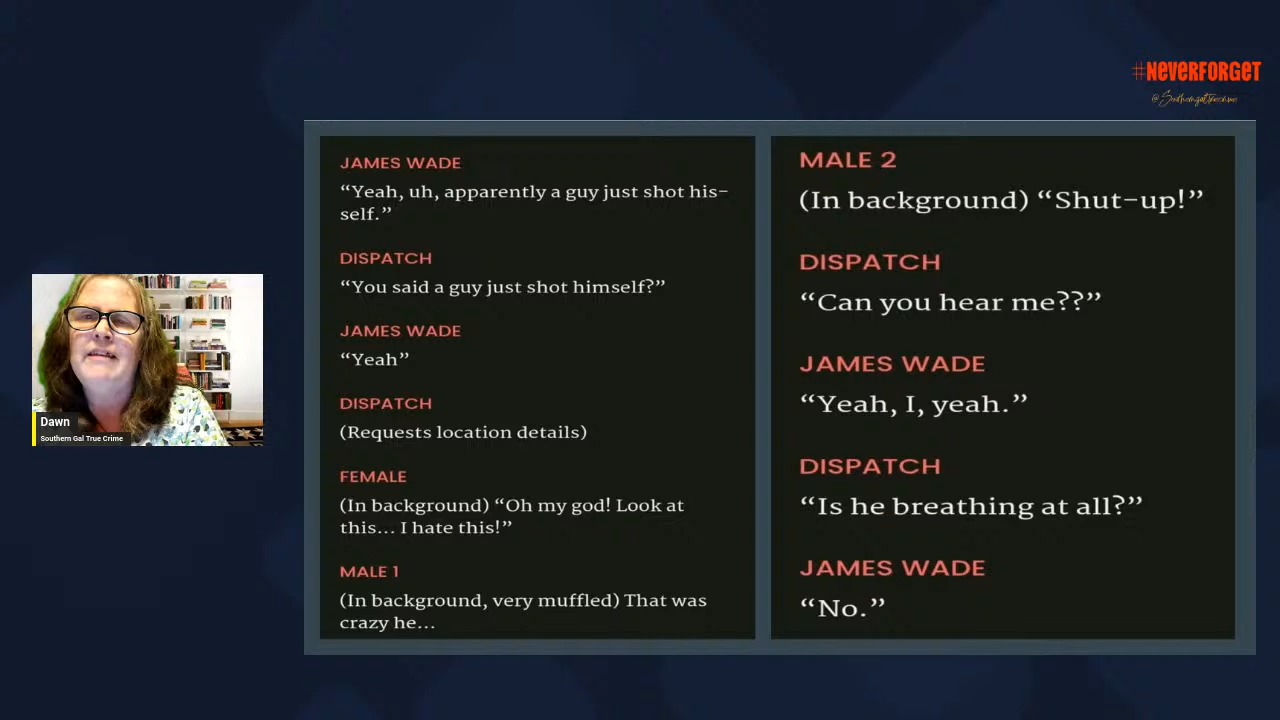 #NEVERFORGET
@Southerngaltruecrime
JAMES WADE
“Yeah, uh, apparently a guy just shot his-
self.”
DISPATCH
“You said a guy just shot himself?”
JAMES WADE
“Yeah”
DISPATCH
(Requests location details)
FEMALE
(In background) “Oh my god! Look at
this... I hate this!”
MALE 1
(In background, very muffled) That was
crazy he...
MALE 2
(In background) “Shut-up!”
DISPATCH
“Can you hear me??”
JAMES WADE
“Yeah, I, yeah.”
DISPATCH
“Is he breathing at all?”
JAMES WADE
“No.”
Dawn
Southern Gal True Crime